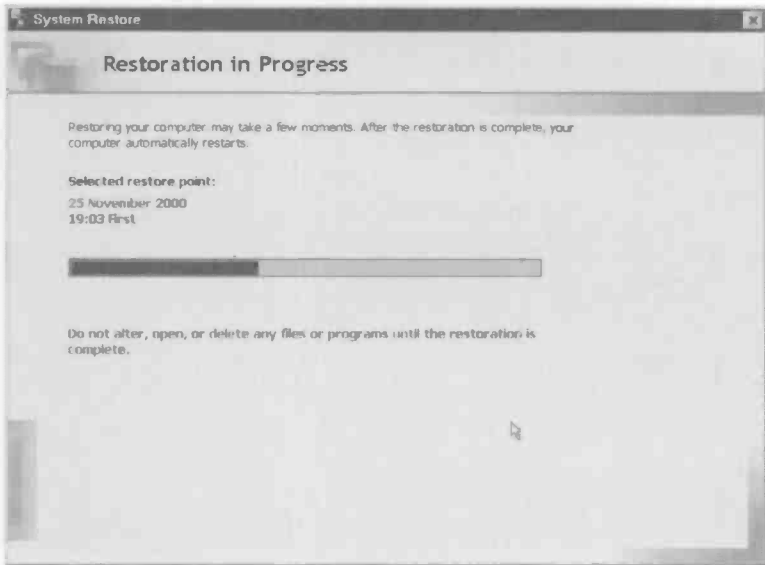 System Restore
Restoration in Progress
Restoring your computer may take a few moments. After the restoration is complete, your
computer automatically restarts.
Selected restore point:
25 November 2000
19:03 First
Do not alter, open, or delete any files or programs until the restoration is
complete.